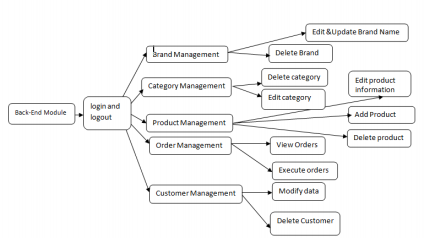 Edit &Update Brand Name
Brand Management
Delete Brand
Delete category
Edit product
information
Category Management
Edit category
login and
logout
Back-End Module
Product Management
Add Product
Delete product
Order Management
View Orders
Execute orders
Customer Management
Modify data
Delete Customer